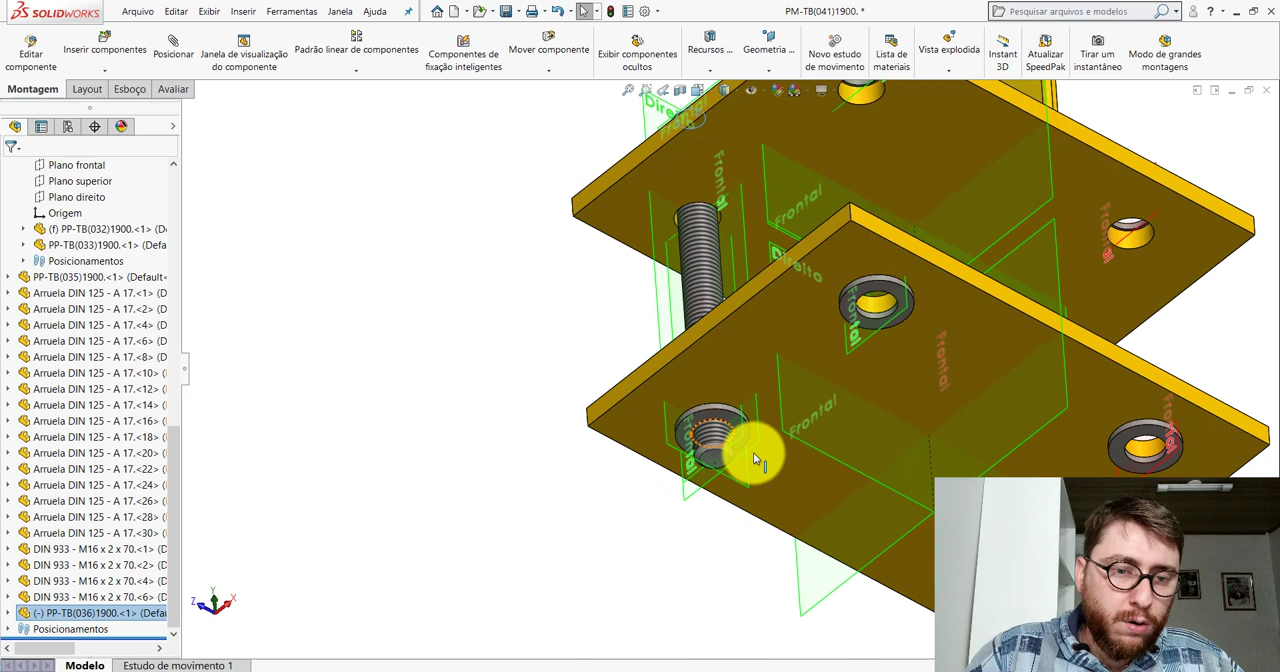 SOLIDWORKS
Arquivo Editar Exibir Inserir Ferramentas Janela Ajuda
PM-TB(041)1900. *
Pesquisar arquivos e modelos
Editar componente
Inserir componentes
Posicionar
Janela de visualização do componente
Padrão linear de componentes
Componentes de fixação inteligentes
Mover componente
Exibir componentes ocultos
Recursos ...
Geometria ...
Novo estudo de movimento
Lista de materiais
Vista explodida
Instant 3D
Atualizar SpeedPak
Tirar um instantâneo
Modo de grandes montagens
Montagem Layout Esboço Avaliar
Plano frontal
Plano superior
Plano direito
Origem
(f) PP-TB(032)1900.<1> (D
PP-TB(033)1900.<1> (Defa
Posicionamentos
PP-TB(035)1900.<1> (Default<
Arruela DIN 125 - A 17.<1> (D
Arruela DIN 125 - A 17.<2> (D
Arruela DIN 125 - A 17.<4> (D
Arruela DIN 125 - A 17.<6> (D
Arruela DIN 125 - A 17.<8> (D
Arruela DIN 125 - A 17.<10> (D
Arruela DIN 125 - A 17.<12> (D
Arruela DIN 125 - A 17.<14> (D
Arruela DIN 125 - A 17.<16> (D
Arruela DIN 125 - A 17.<18> (D
Arruela DIN 125 - A 17.<20> (D
Arruela DIN 125 - A 17.<22> (D
Arruela DIN 125 - A 17.<24> (D
Arruela DIN 125 - A 17.<26> (D
Arruela DIN 125 - A 17.<28> (D
Arruela DIN 125 - A 17.<30> (D
DIN 933 - M16 x 2 x 70.<1> (D
DIN 933 - M16 x 2 x 70.<2> (D
DIN 933 - M16 x 2 x 70.<4> (D
DIN 933 - M16 x 2 x 70.<6> (D
(-) PP-TB(036)1900.<1> (Defau
Posicionamentos
Direito
Frontal
Frontal
Frontal
Frontal
Direito
Frontal
Frontal
Frontal
Frontal
Frontal
Y
Z
X
Modelo
Estudo de movimento 1